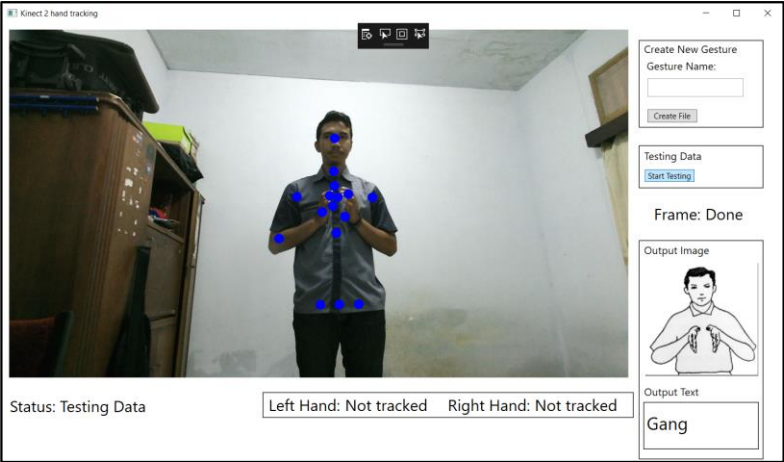 Kinect 2 hand tracking
Create New Gesture
Gesture Name:
Create File
Testing Data
Start Testing
Frame: Done
Output Image
Output Text
Gang
Status: Testing Data
Left Hand: Not tracked Right Hand: Not tracked